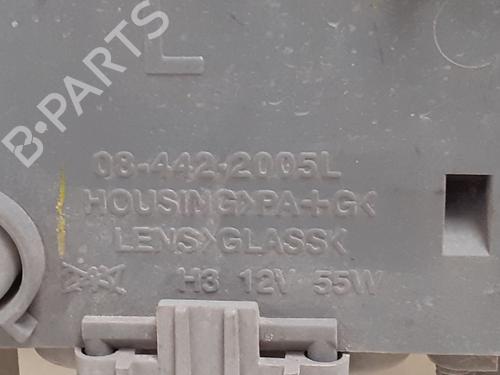 B-PARTS
L
08-442-2005L
HOUSING>PA+G<
LENS>GLASS<
H3 12V 55W